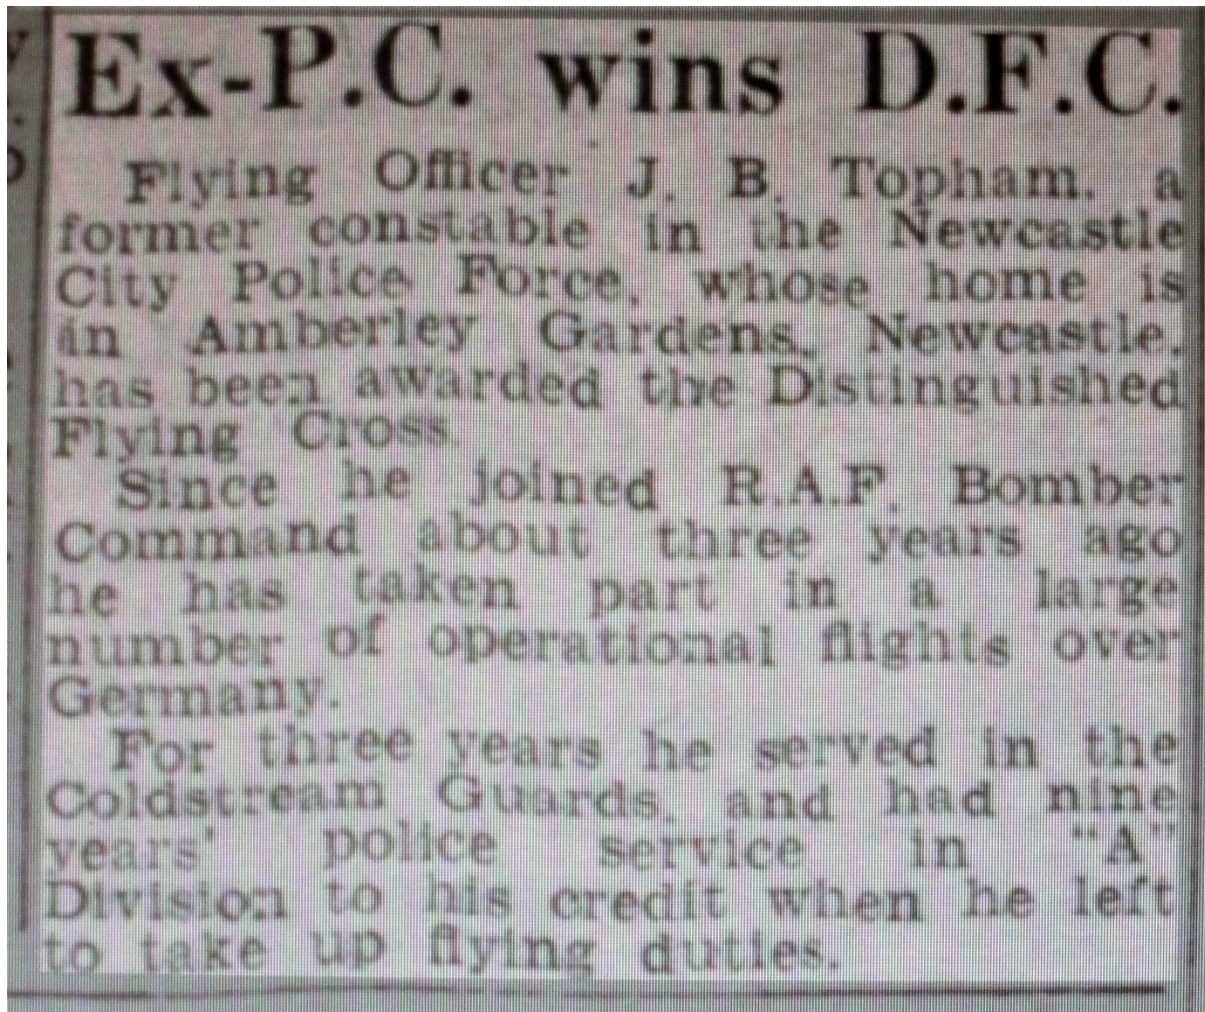 Ex-P.C. wins D.F.C.
Flying Officer J. B. Topham, a
former constable in the Newcastle
City Police Force, whose home is
in Amberley Gardens, Newcastle,
has been awarded the Distinguished
Flying Cross.
Since he joined R.A.F. Bomber
Command about three years ago
he has taken part in a large
number of operational flights over
Germany.
For three years he served in the
Coldstream Guards, and had nine
years' police service in "A"
Division to his credit when he left
to take up flying duties.